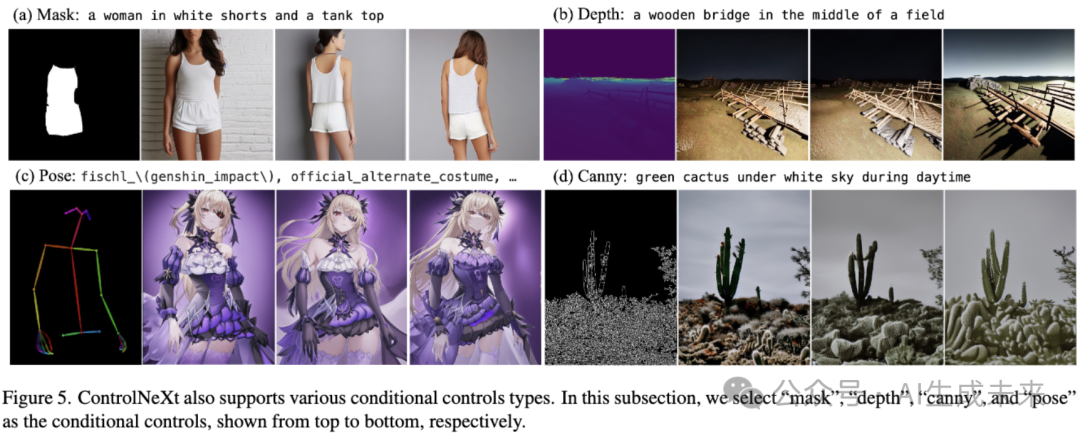 (a) Mask: a woman in white shorts and a tank top
(b) Depth: a wooden bridge in the middle of a field
(c) Pose: fischl_\(genshin_impact\), official_alternate_costume, …
(d) Canny: green cactus under white sky during daytime
Figure 5. ControlNeXt also supports various conditional controls types. In this subsection, we select “mask”, “depth”, “canny”, and “pose”
as the conditional controls, shown from top to bottom, respectively.
公众号 · AI生成未来